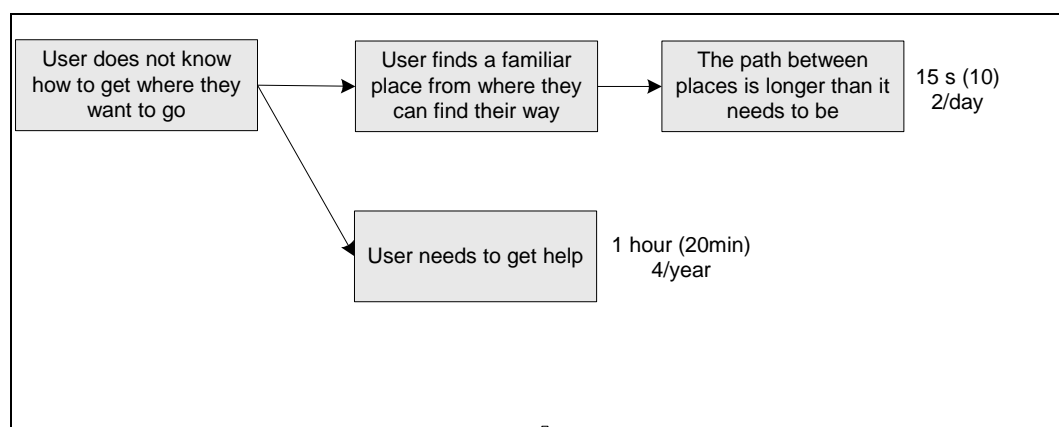 User does not know
how to get where they
want to go
User finds a familiar
place from where they
can find their way
The path between
places is longer than it
needs to be
15 s (10)
2/day
User needs to get help
1 hour (20min)
4/year